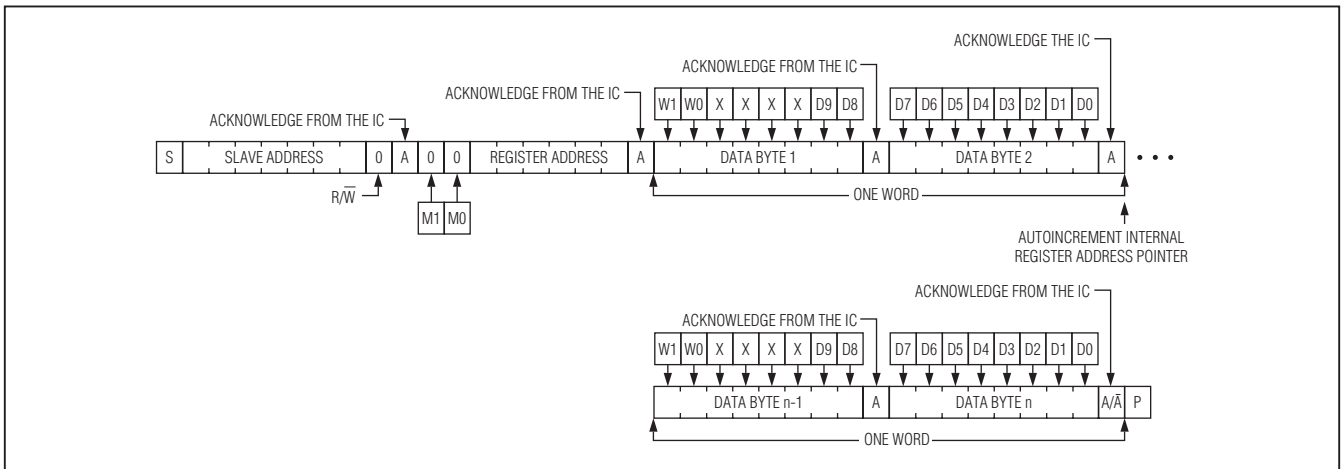 ACKNOWLEDGE THE IC
ACKNOWLEDGE FROM THE IC
ACKNOWLEDGE FROM THE IC
W1 W0 X X X X D9 D8 D7 D6 D5 D4 D3 D2 D1 D0
ACKNOWLEDGE FROM THE IC
S SLAVE ADDRESS 0 A 0 0 REGISTER ADDRESS A DATA BYTE 1 A DATA BYTE 2 A • • •
R/W̅ ONE WORD
M1 M0
AUTOINCREMENT INTERNAL
REGISTER ADDRESS POINTER
ACKNOWLEDGE FROM THE IC
ACKNOWLEDGE FROM THE IC
W1 W0 X X X X D9 D8 D7 D6 D5 D4 D3 D2 D1 D0
DATA BYTE n-1 A DATA BYTE n A/A̅ P
ONE WORD